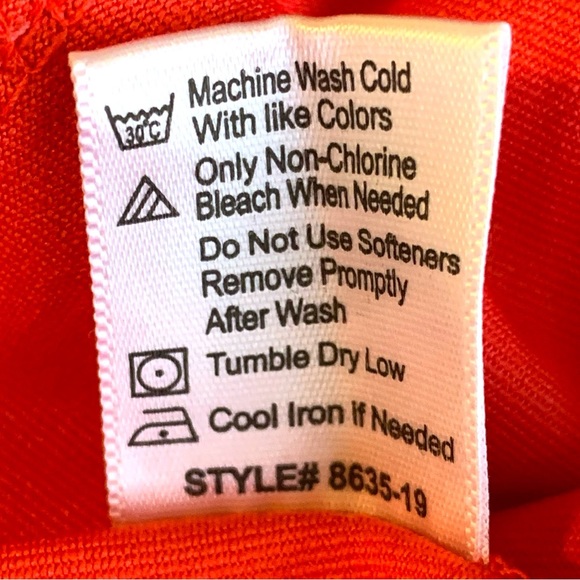 Machine Wash Cold
30°C
With like Colors
Only Non-Chlorine
Bleach When Needed
Do Not Use Softeners
Remove Promptly
After Wash
Tumble Dry Low
Cool Iron If Needed
STYLE# 8635-19